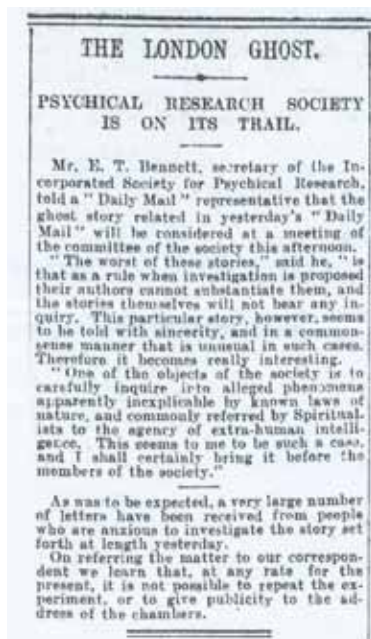 THE LONDON GHOST.
PSYCHICAL RESEARCH SOCIETY
IS ON ITS TRAIL.
Mr. E. T. Bennett, secretary of the In-
corporated Society for Psychical Research,
told a "Daily Mail" representative that the
ghost story related in yesterday's "Daily
Mail" will be considered at a meeting of
the committee of the society this afternoon.
"The worst of these stories," said he, "is
that as a rule when investigation is proposed
their authors cannot substantiate them, and
the stories themselves will not bear any in-
quiry. This particular story, however, seems
to be told with sincerity, and in a common-
sense manner that is unusual in such cases.
Therefore it becomes really interesting.
"One of the objects of the society is to
carefully inquire into alleged phenomena
apparently inexplicable by known laws of
nature, and commonly referred by Spiritual-
ists to the agency of extra-human intelli-
gence. This seems to me to be such a case,
and I shall certainly bring it before the
members of the society."
As was to be expected, a very large number
of letters have been received from people
who are anxious to investigate the story set
forth at length yesterday.
On referring the matter to our correspon-
dent we learn that, at any rate for the
present, it is not possible to repeat the ex-
periment, or to give publicity to the ad-
dress of the chambers.